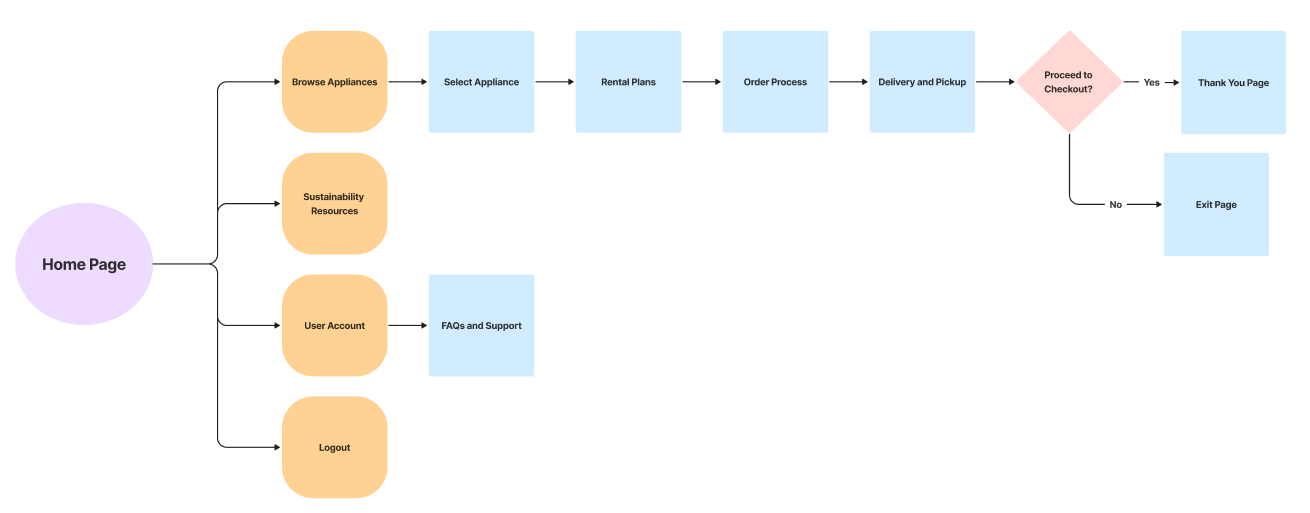 Browse Appliances
Select Appliance
Rental Plans
Order Process
Delivery and Pickup
Proceed to
Checkout?
Yes
Thank You Page
Sustainability
Resources
No
Exit Page
Home Page
User Account
FAQs and Support
Logout